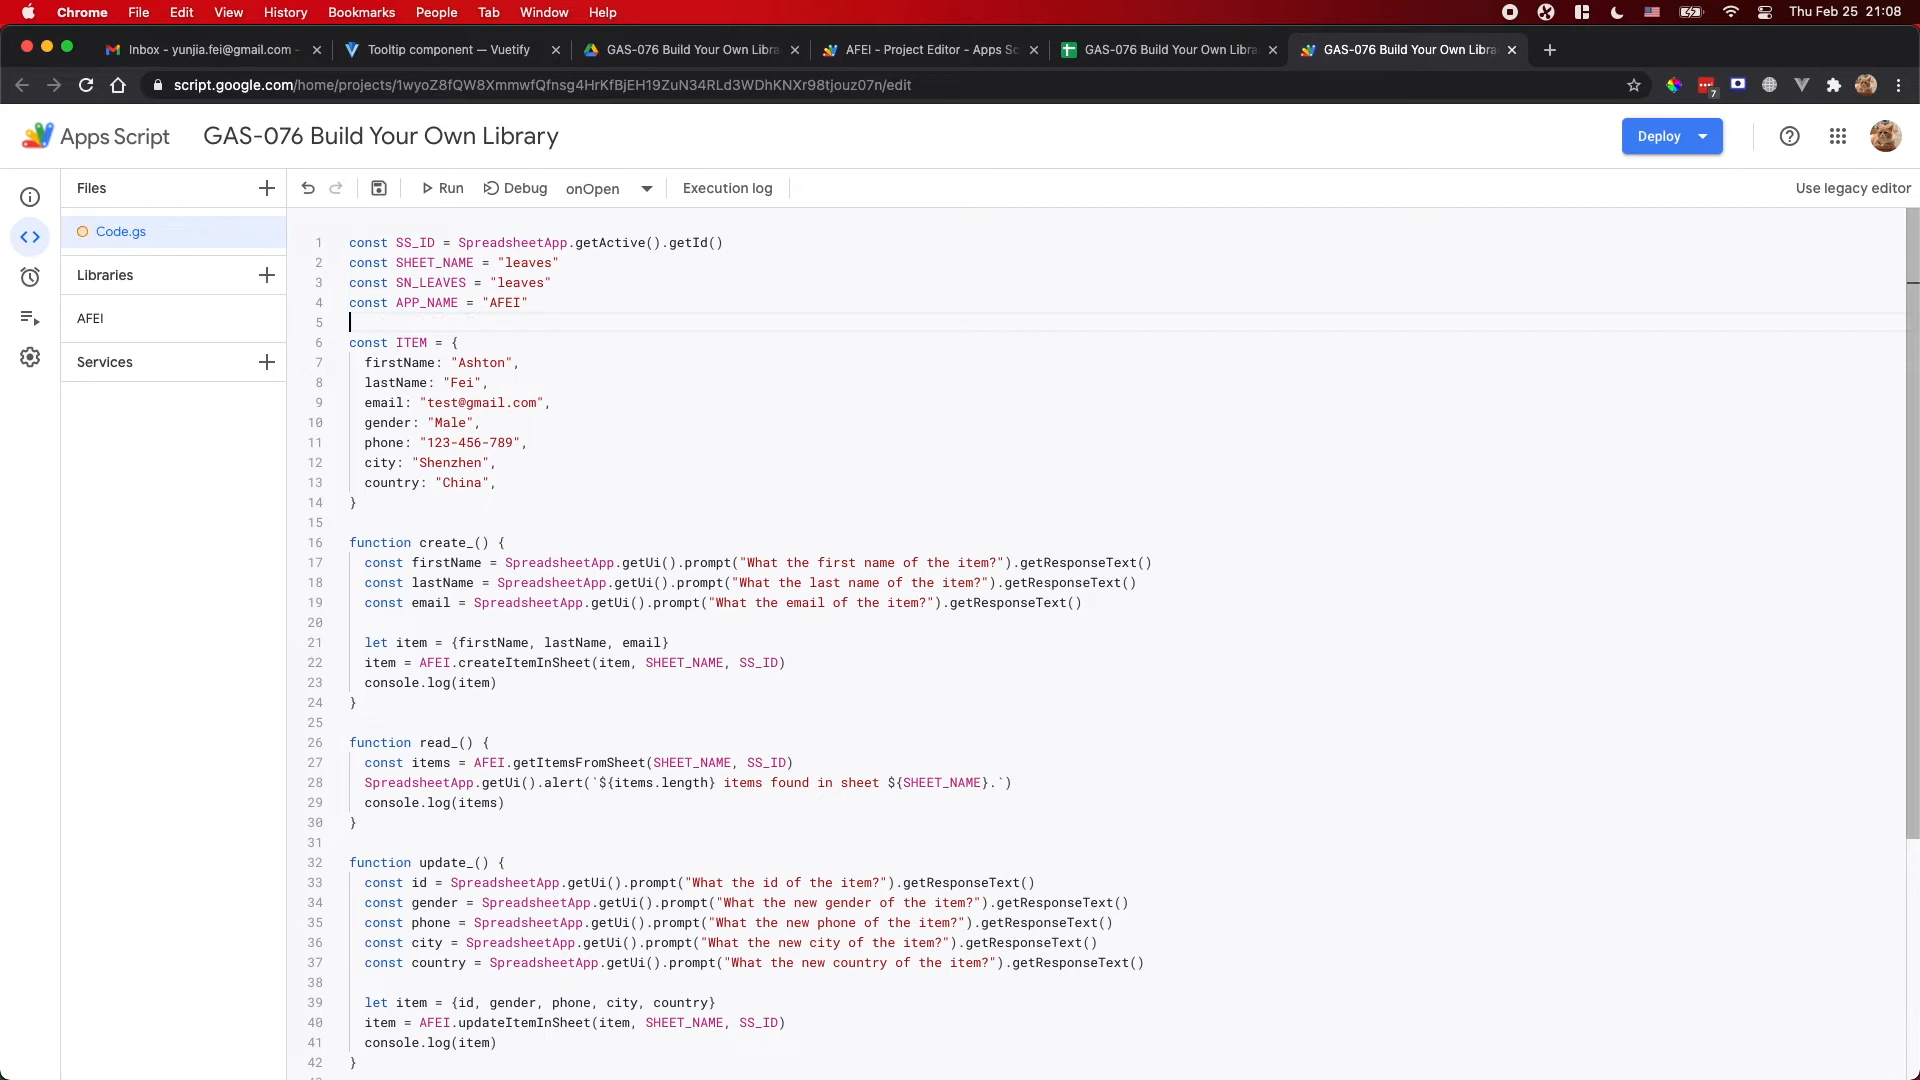 Chrome File Edit View History Bookmarks People Tab Window Help Thu Feb 25 21:08
Inbox - yunjia.fei@gmail.com - Tooltip component — Vuetify GAS-076 Build Your Own Libra AFEI - Project Editor - Apps Sc GAS-076 Build Your Own Libra GAS-076 Build Your Own Libra
script.google.com/home/projects/1wyoZ8fQW8XmmwfQfnsg4HrKfBjEH19ZuN34RLd3WDhKNXr98tjouz07n/edit 7
Apps Script GAS-076 Build Your Own Library Deploy
Files Run Debug onOpen Execution log Use legacy editor
Code.gs
Libraries
AFEI
Services
1 const SS_ID = SpreadsheetApp.getActive().getId()
2 const SHEET_NAME = "leaves"
3 const SN_LEAVES = "leaves"
4 const APP_NAME = "AFEI"
5
6 const ITEM = {
7 firstName: "Ashton",
8 lastName: "Fei",
9 email: "test@gmail.com",
10 gender: "Male",
11 phone: "123-456-789",
12 city: "Shenzhen",
13 country: "China",
14 }
15
16 function create_() {
17 const firstName = SpreadsheetApp.getUi().prompt("What the first name of the item?").getResponseText()
18 const lastName = SpreadsheetApp.getUi().prompt("What the last name of the item?").getResponseText()
19 const email = SpreadsheetApp.getUi().prompt("What the email of the item?").getResponseText()
20
21 let item = {firstName, lastName, email}
22 item = AFEI.createItemInSheet(item, SHEET_NAME, SS_ID)
23 console.log(item)
24 }
25
26 function read_() {
27 const items = AFEI.getItemsFromSheet(SHEET_NAME, SS_ID)
28 SpreadsheetApp.getUi().alert(`${items.length} items found in sheet ${SHEET_NAME}.`)
29 console.log(items)
30 }
31
32 function update_() {
33 const id = SpreadsheetApp.getUi().prompt("What the id of the item?").getResponseText()
34 const gender = SpreadsheetApp.getUi().prompt("What the new gender of the item?").getResponseText()
35 const phone = SpreadsheetApp.getUi().prompt("What the new phone of the item?").getResponseText()
36 const city = SpreadsheetApp.getUi().prompt("What the new city of the item?").getResponseText()
37 const country = SpreadsheetApp.getUi().prompt("What the new country of the item?").getResponseText()
38
39 let item = {id, gender, phone, city, country}
40 item = AFEI.updateItemInSheet(item, SHEET_NAME, SS_ID)
41 console.log(item)
42 }